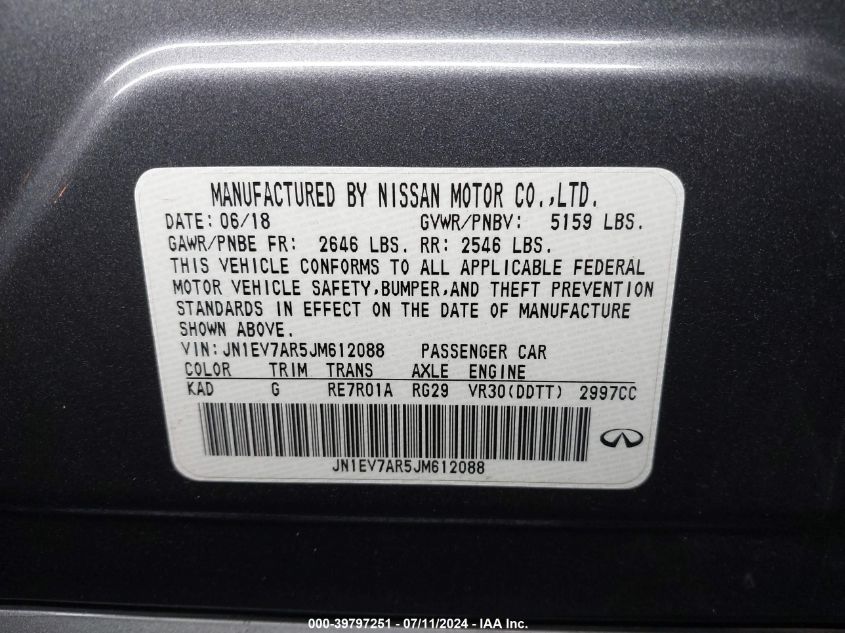 MANUFACTURED BY NISSAN MOTOR CO.,LTD.
DATE: 06/18 GVWR/PNBV: 5159 LBS.
GAWR/PNBE FR: 2646 LBS. RR: 2546 LBS.
THIS VEHICLE CONFORMS TO ALL APPLICABLE FEDERAL
MOTOR VEHICLE SAFETY,BUMPER,AND THEFT PREVENTION
STANDARDS IN EFFECT ON THE DATE OF MANUFACTURE
SHOWN ABOVE.
VIN: JN1EV7AR5JM612088 PASSENGER CAR
COLOR TRIM TRANS AXLE ENGINE
KAD G RE7R01A RG29 VR30(DDTT) 2997CC
JN1EV7AR5JM612088
000-39797251 - 07/11/2024 - IAA Inc.